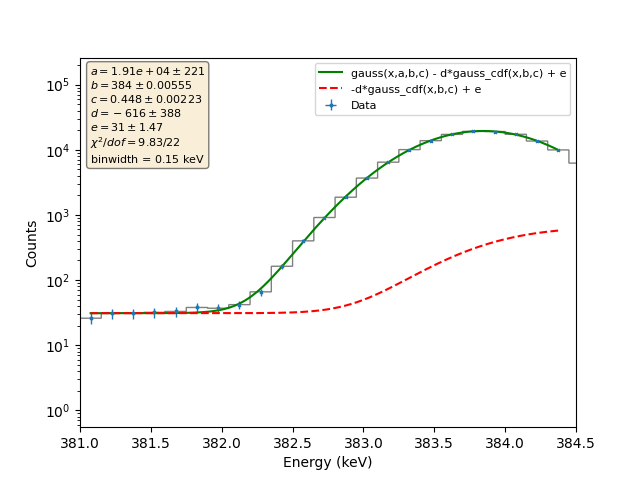 a = 1.91e + 04 ± 221
b = 384 ± 0.00555
c = 0.448 ± 0.00223
d = − 616 ± 388
e = 31 ± 1.47
χ²/dof = 9.83/22
binwidth = 0.15 keV
gauss(x,a,b,c) - d*gauss_cdf(x,b,c) + e
-d*gauss_cdf(x,b,c) + e
Data
10⁵
10⁴
10³
10²
10¹
10⁰
Counts
381.0 381.5 382.0 382.5 383.0 383.5 384.0 384.5
Energy (keV)